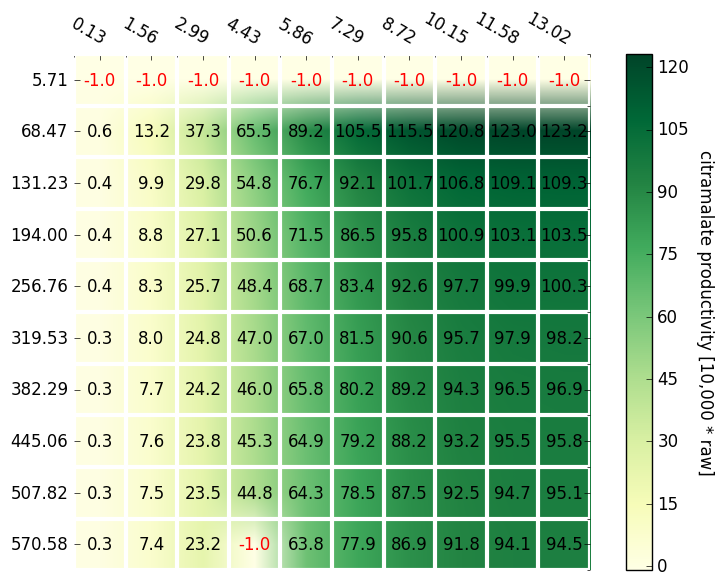 0.13 1.56 2.99 4.43 5.86 7.29 8.72 10.15 11.58 13.02
5.71 -1.0 -1.0 -1.0 -1.0 -1.0 -1.0 -1.0 -1.0 -1.0 -1.0
68.47 0.6 13.2 37.3 65.5 89.2 105.5 115.5 120.8 123.0 123.2
131.23 0.4 9.9 29.8 54.8 76.7 92.1 101.7 106.8 109.1 109.3
194.00 0.4 8.8 27.1 50.6 71.5 86.5 95.8 100.9 103.1 103.5
256.76 0.4 8.3 25.7 48.4 68.7 83.4 92.6 97.7 99.9 100.3
319.53 0.3 8.0 24.8 47.0 67.0 81.5 90.6 95.7 97.9 98.2
382.29 0.3 7.7 24.2 46.0 65.8 80.2 89.2 94.3 96.5 96.9
445.06 0.3 7.6 23.8 45.3 64.9 79.2 88.2 93.2 95.5 95.8
507.82 0.3 7.5 23.5 44.8 64.3 78.5 87.5 92.5 94.7 95.1
570.58 0.3 7.4 23.2 -1.0 63.8 77.9 86.9 91.8 94.1 94.5
120
105
90
75
60
45
30
15
0
citramalate productivity [10,000 * raw]